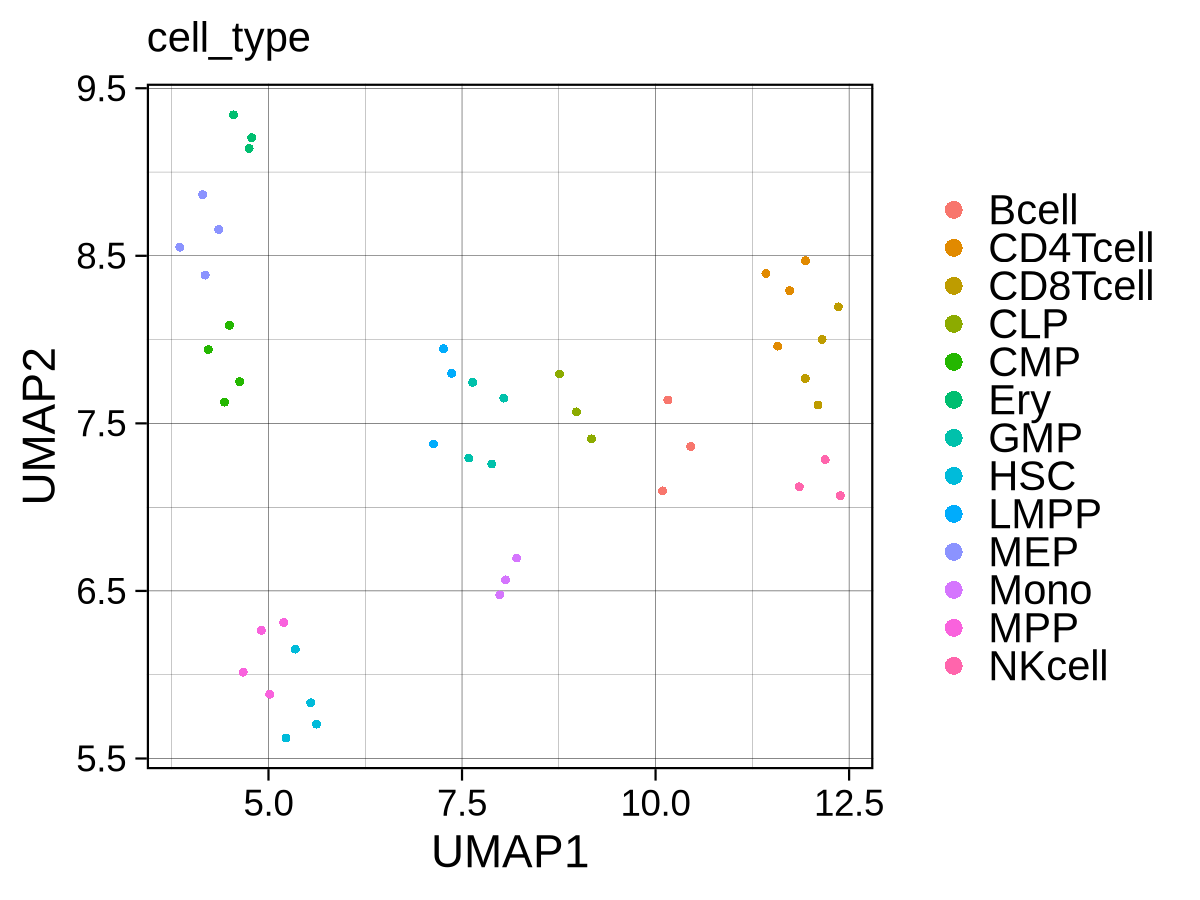 cell_type
9.5
8.5
7.5
6.5
5.5
UMAP2
5.0 7.5 10.0 12.5
UMAP1
Bcell
CD4Tcell
CD8Tcell
CLP
CMP
Ery
GMP
HSC
LMPP
MEP
Mono
MPP
NKcell